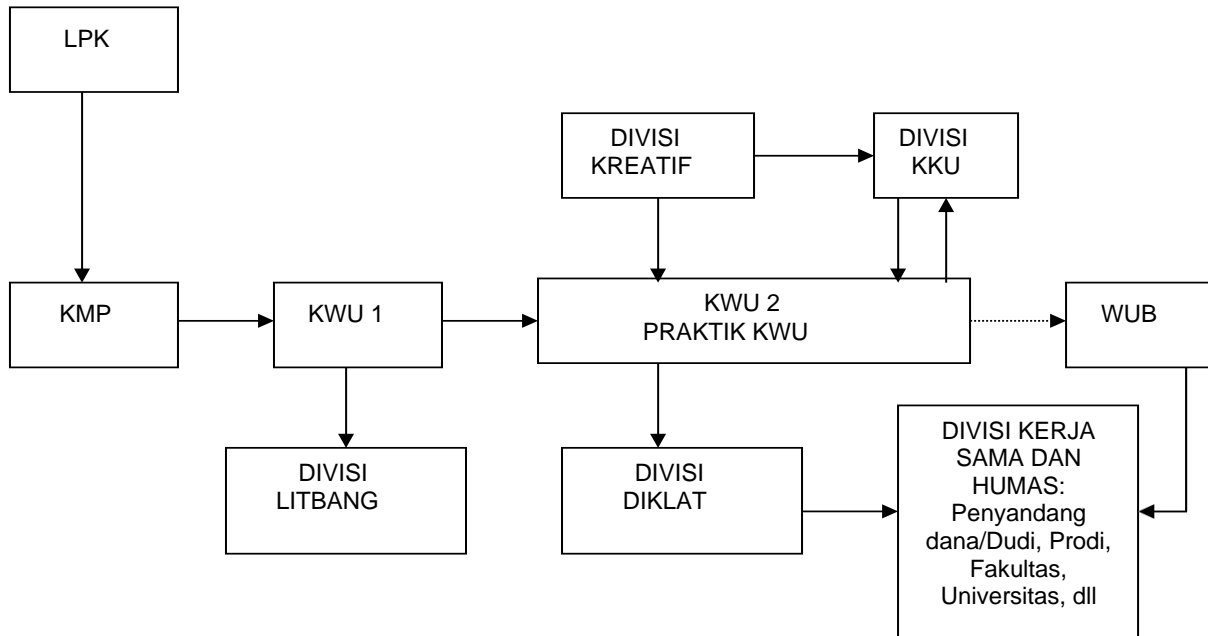 LPK
DIVISI
KREATIF
DIVISI
KKU
KMP
KWU 1
KWU 2
PRAKTIK KWU
WUB
DIVISI
LITBANG
DIVISI
DIKLAT
DIVISI KERJA
SAMA DAN
HUMAS:
Penyandang
dana/Dudi, Prodi,
Fakultas,
Universitas, dll